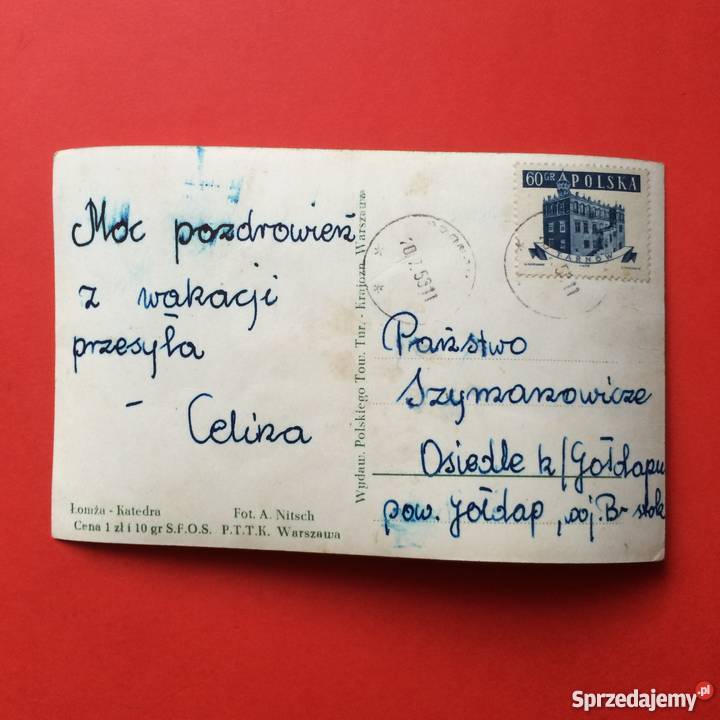 Moc pozdrowień
z wakacji
przesyła
- Celina
Łomża - Katedra
Fot. A. Nitsch
Cena 1 zł i 10 gr S.F.O.S. P.T.T.K. Warszawa
Wydaw. Polskiego Tow. Tur. - Krajozn. Warszawa
60 GR POLSKA
TARNÓW
Państwo
Szymanowicze
Osiedle k/Gołdapu
pow. Gołdap, woj. B-stok
Sprzedajemy.pl